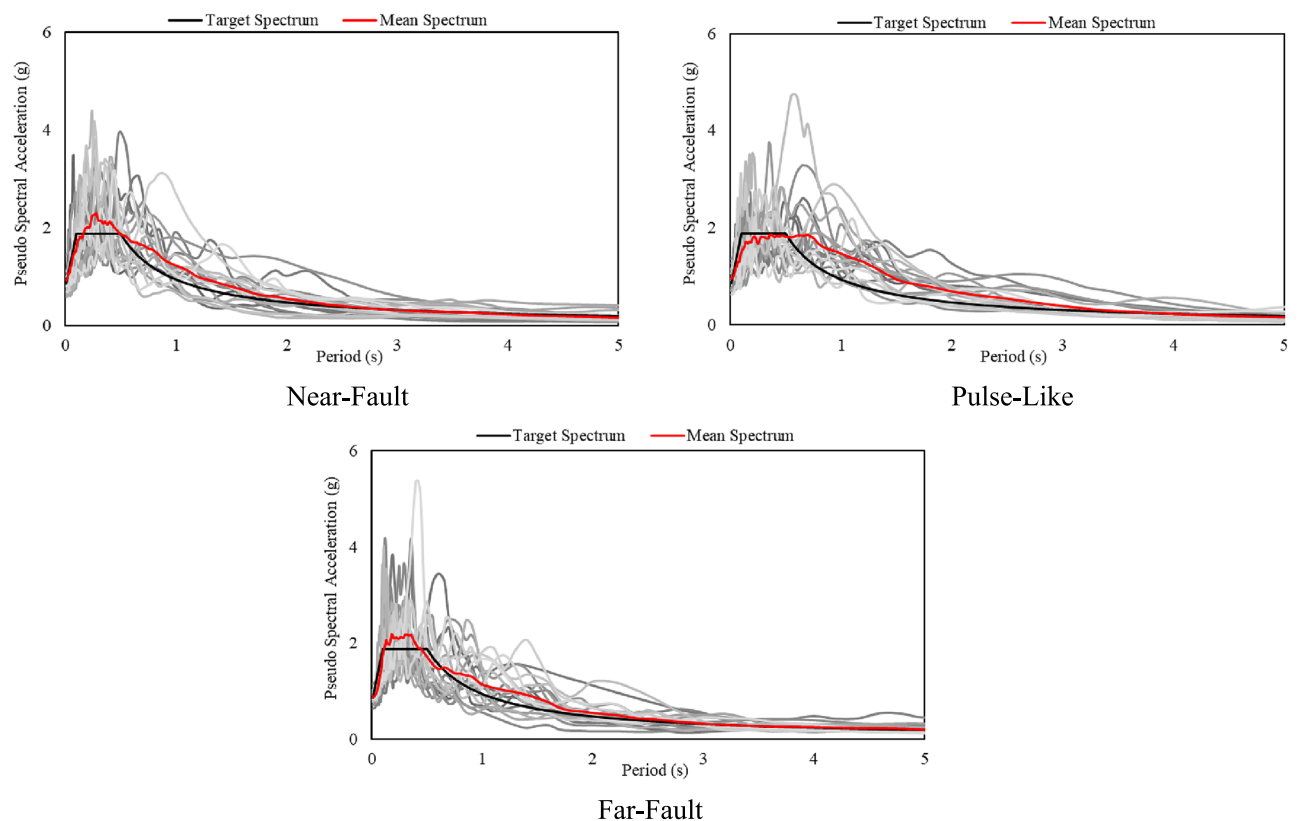 Target Spectrum Mean Spectrum
6
4
2
0
Pseudo Spectral Acceleration (g)
0 1 2 3 4 5
Period (s)
Near-Fault
Target Spectrum Mean Spectrum
6
4
2
0
Pseudo Spectral Acceleration (g)
0 1 2 3 4 5
Period (s)
Pulse-Like
Target Spectrum Mean Spectrum
6
4
2
0
Pseudo Spectral Acceleration (g)
0 1 2 3 4 5
Period (s)
Far-Fault